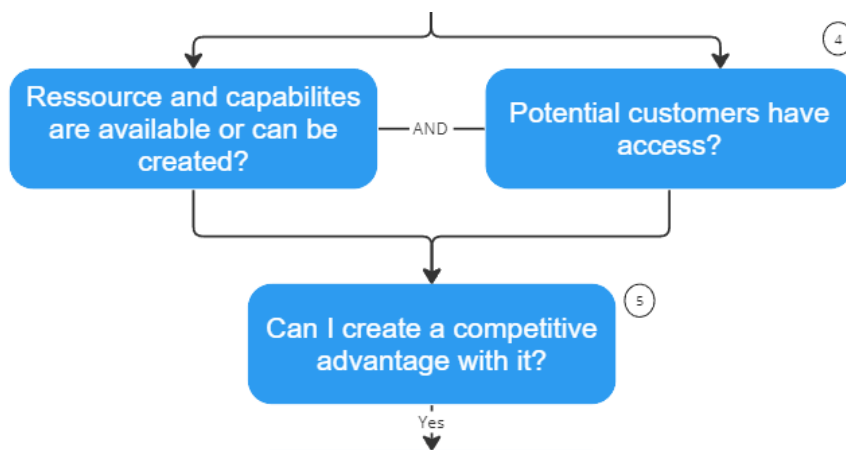 4
Ressource and capabilites
are available or can be
created?
AND
Potential customers have
access?
5
Can I create a competitive
advantage with it?
Yes